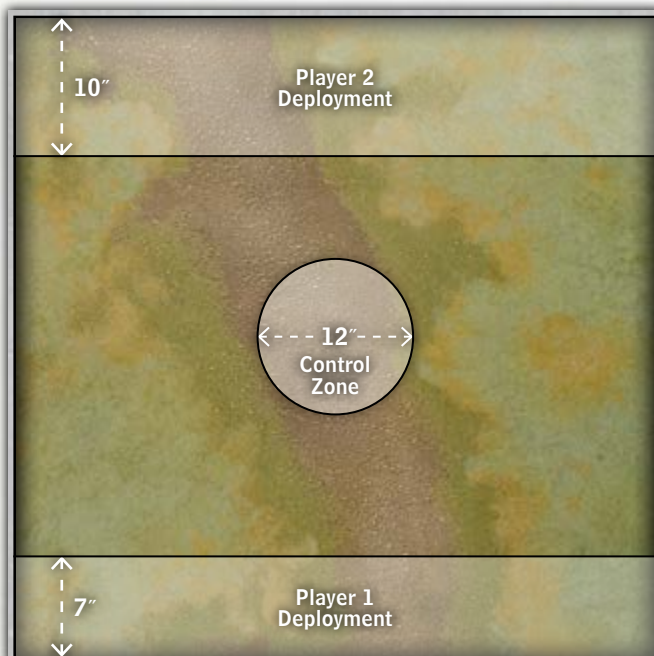 10″
Player 2
Deployment
12″
Control
Zone
7″
Player 1
Deployment